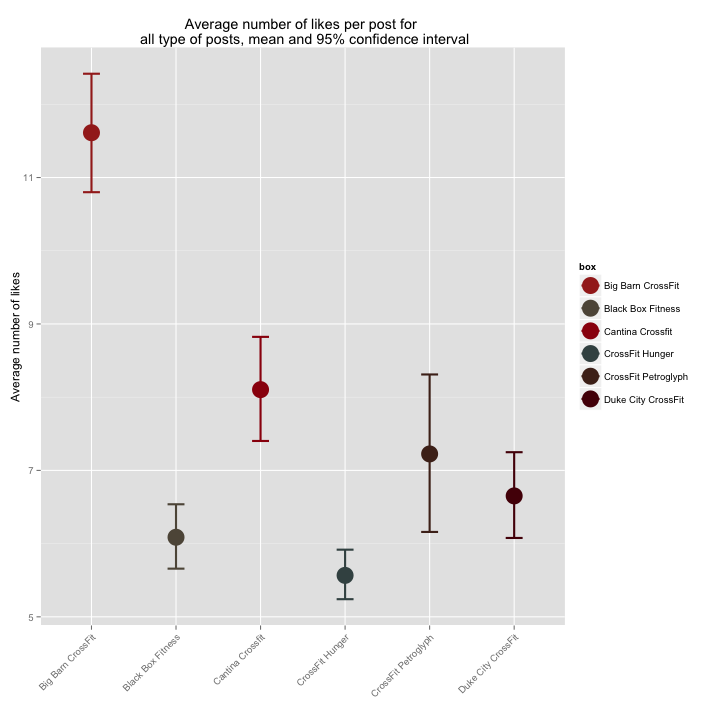 Average number of likes per post for
all type of posts, mean and 95% confidence interval
Average number of likes
11
9
7
5
Big Barn CrossFit
Black Box Fitness
Cantina Crossfit
CrossFit Hunger
CrossFit Petroglyph
Duke City CrossFit
box
Big Barn CrossFit
Black Box Fitness
Cantina Crossfit
CrossFit Hunger
CrossFit Petroglyph
Duke City CrossFit